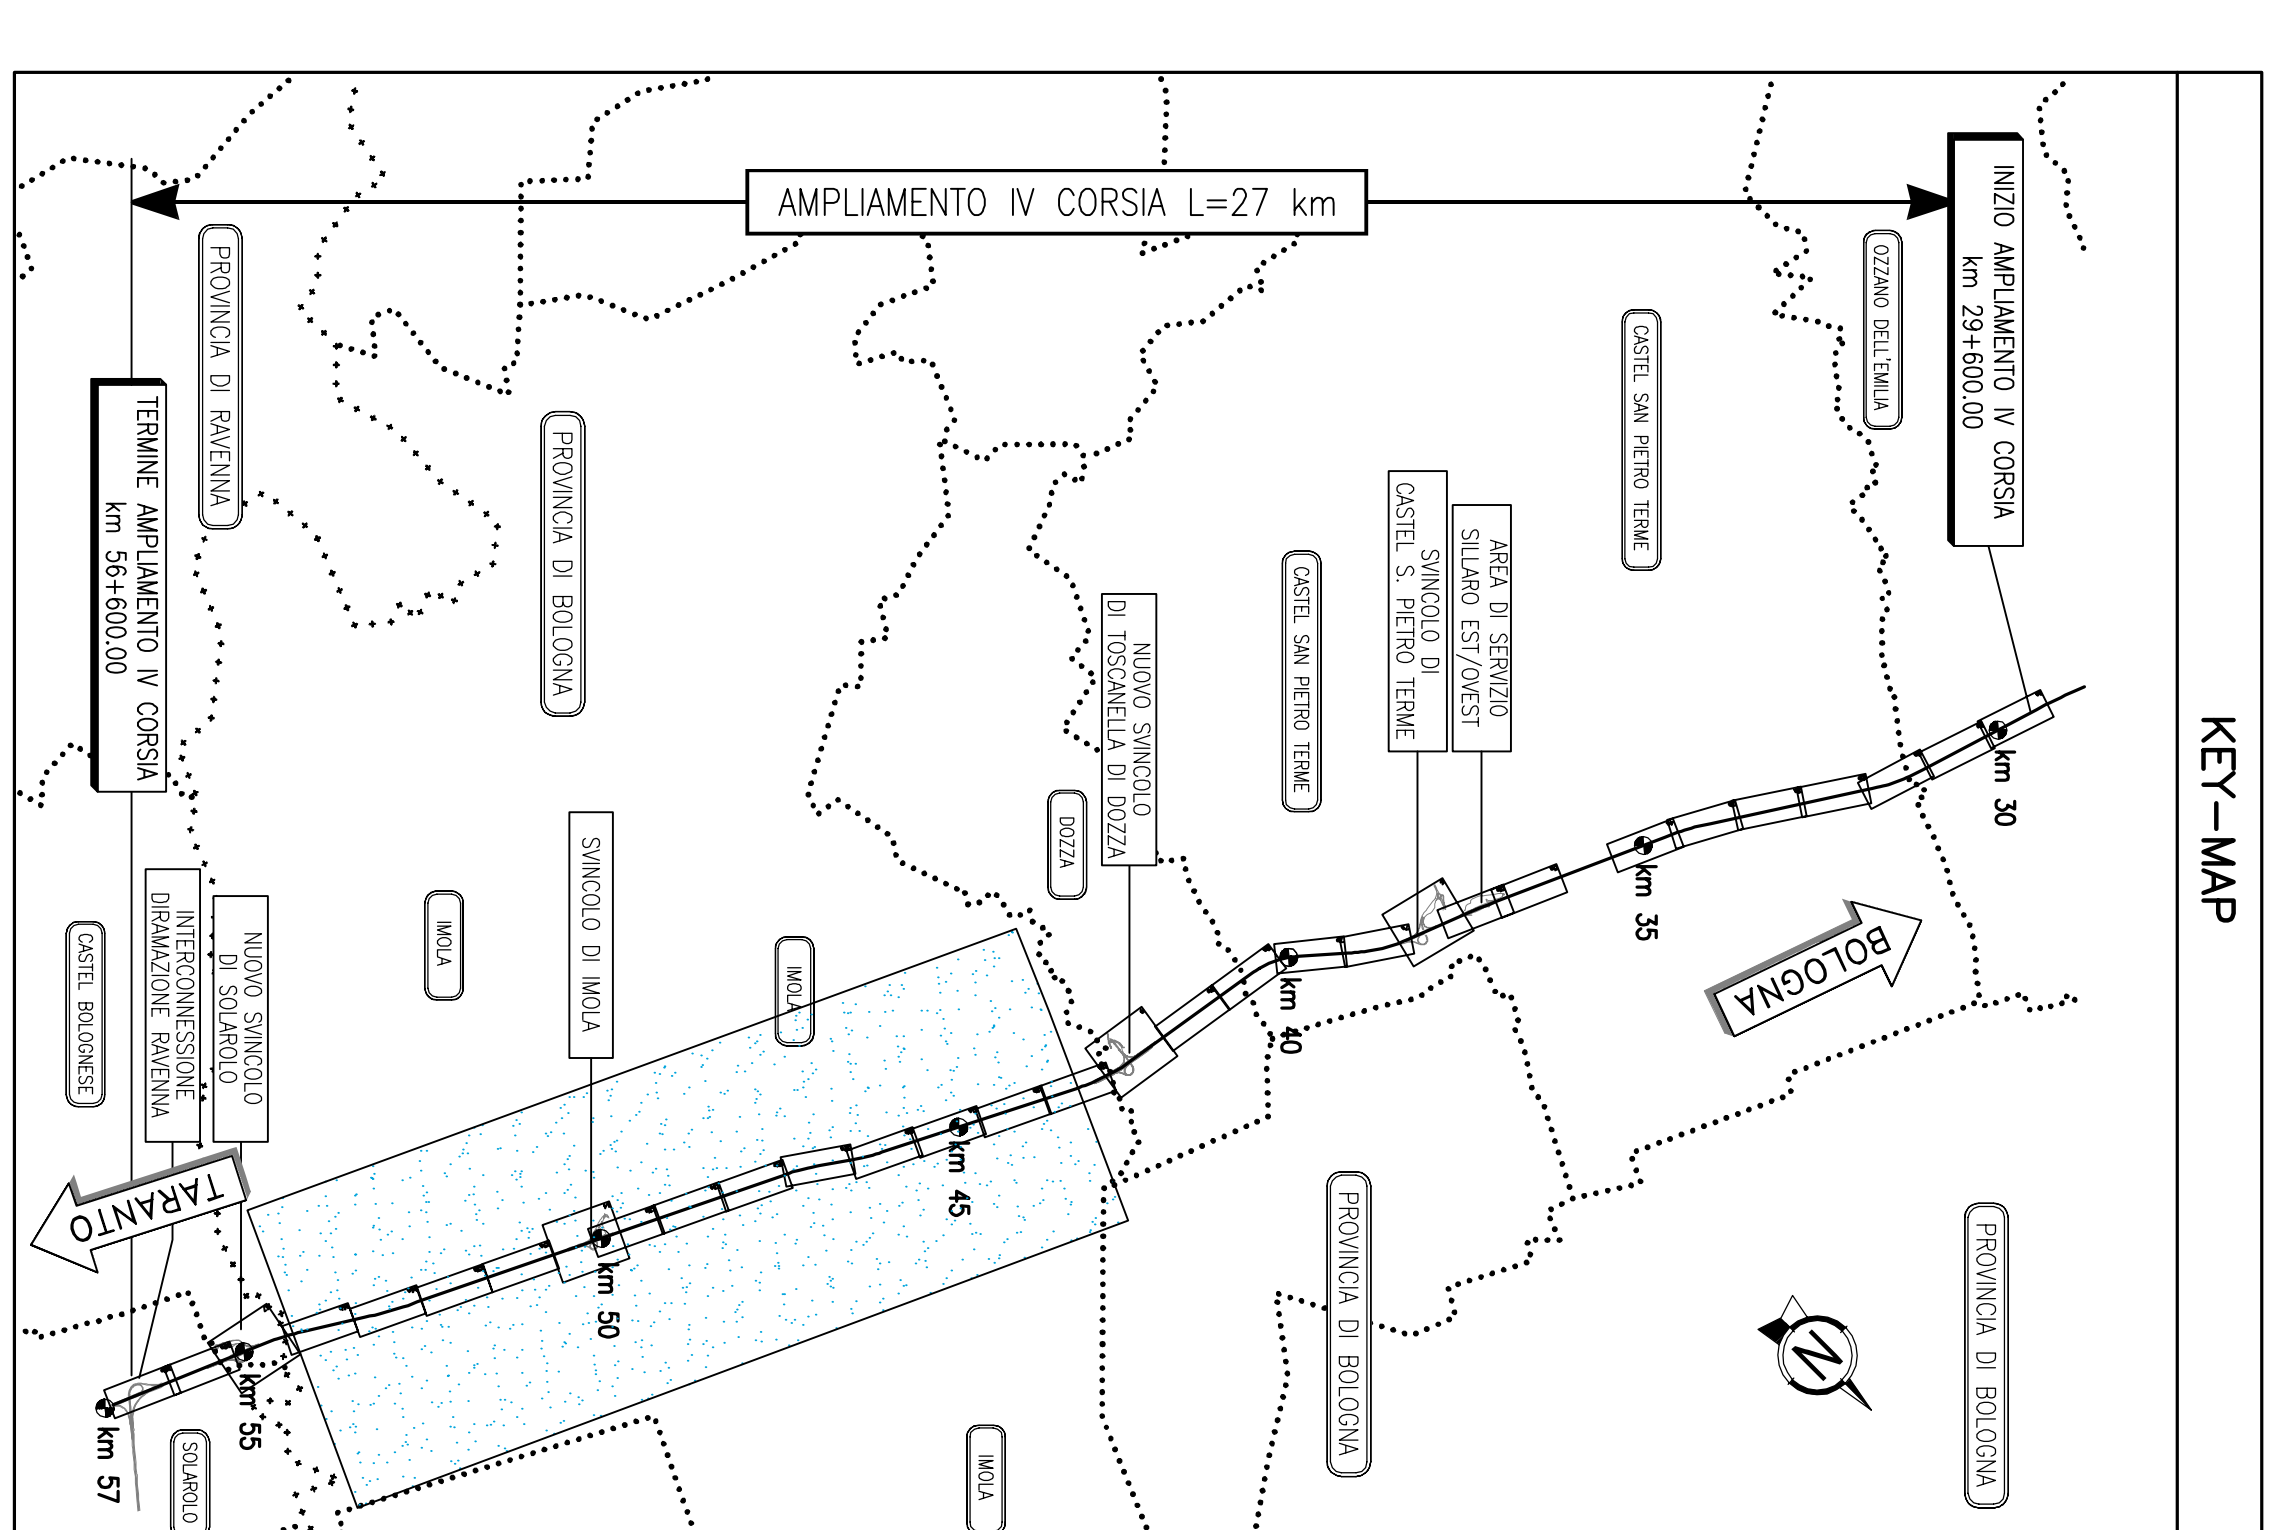 KEY-MAP
AMPLIAMENTO IV CORSIA L=27 km
INIZIO AMPLIAMENTO IV CORSIA
km 29+600.00
OZZANO DELL'EMILIA
CASTEL SAN PIETRO TERME
AREA DI SERVIZIO
SILLARO EST/OVEST
SVINCOLO DI
CASTEL S. PIETRO TERME
CASTEL SAN PIETRO TERME
NUOVO SVINCOLO
DI TOSCANELLA DI DOZZA
DOZZA
PROVINCIA DI BOLOGNA
PROVINCIA DI RAVENNA
TERMINE AMPLIAMENTO IV CORSIA
km 56+600.00
SVINCOLO DI IMOLA
IMOLA
IMOLA
NUOVO SVINCOLO
DI SOLAROLO
INTERCONNESSIONE
DIRAMAZIONE RAVENNA
CASTEL BOLOGNESE
km 30
km 35
km 40
km 45
km 50
km 55
km 57
BOLOGNA
TARANTO
PROVINCIA DI BOLOGNA
PROVINCIA DI BOLOGNA
IMOLA
SOLAROLO
N